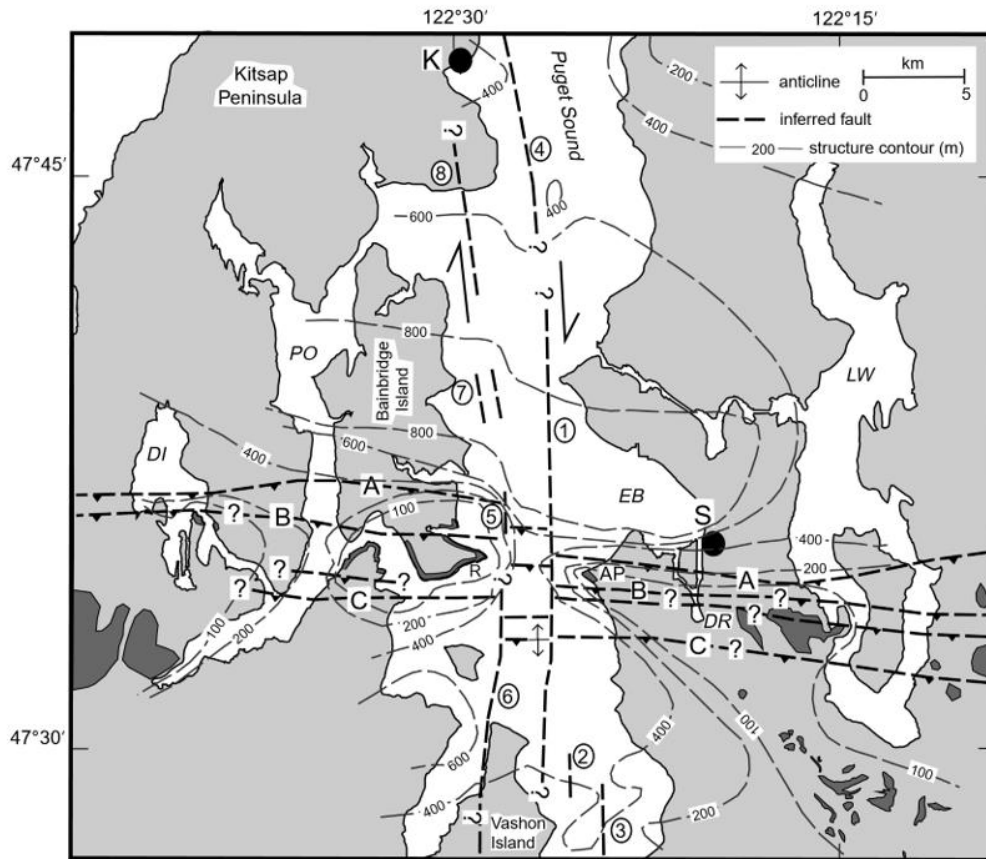 122°30′
122°15′
K
Kitsap
Peninsula
Puget Sound
400
200
400
km
0
5
anticline
inferred fault
200
structure contour (m)
47°45′
?
8
4
400
600
?
?
800
PO
Bainbridge
Island
7
LW
1
800
600
400
DI
A
100
5
EB
S
?
B
400
200
R
AP
A
?
?
B
?
?
?
C
?
DR
?
100
200
200
400
C
?
6
47°30′
600
400
100
100
2
400
?
200
?
Vashon
Island
3